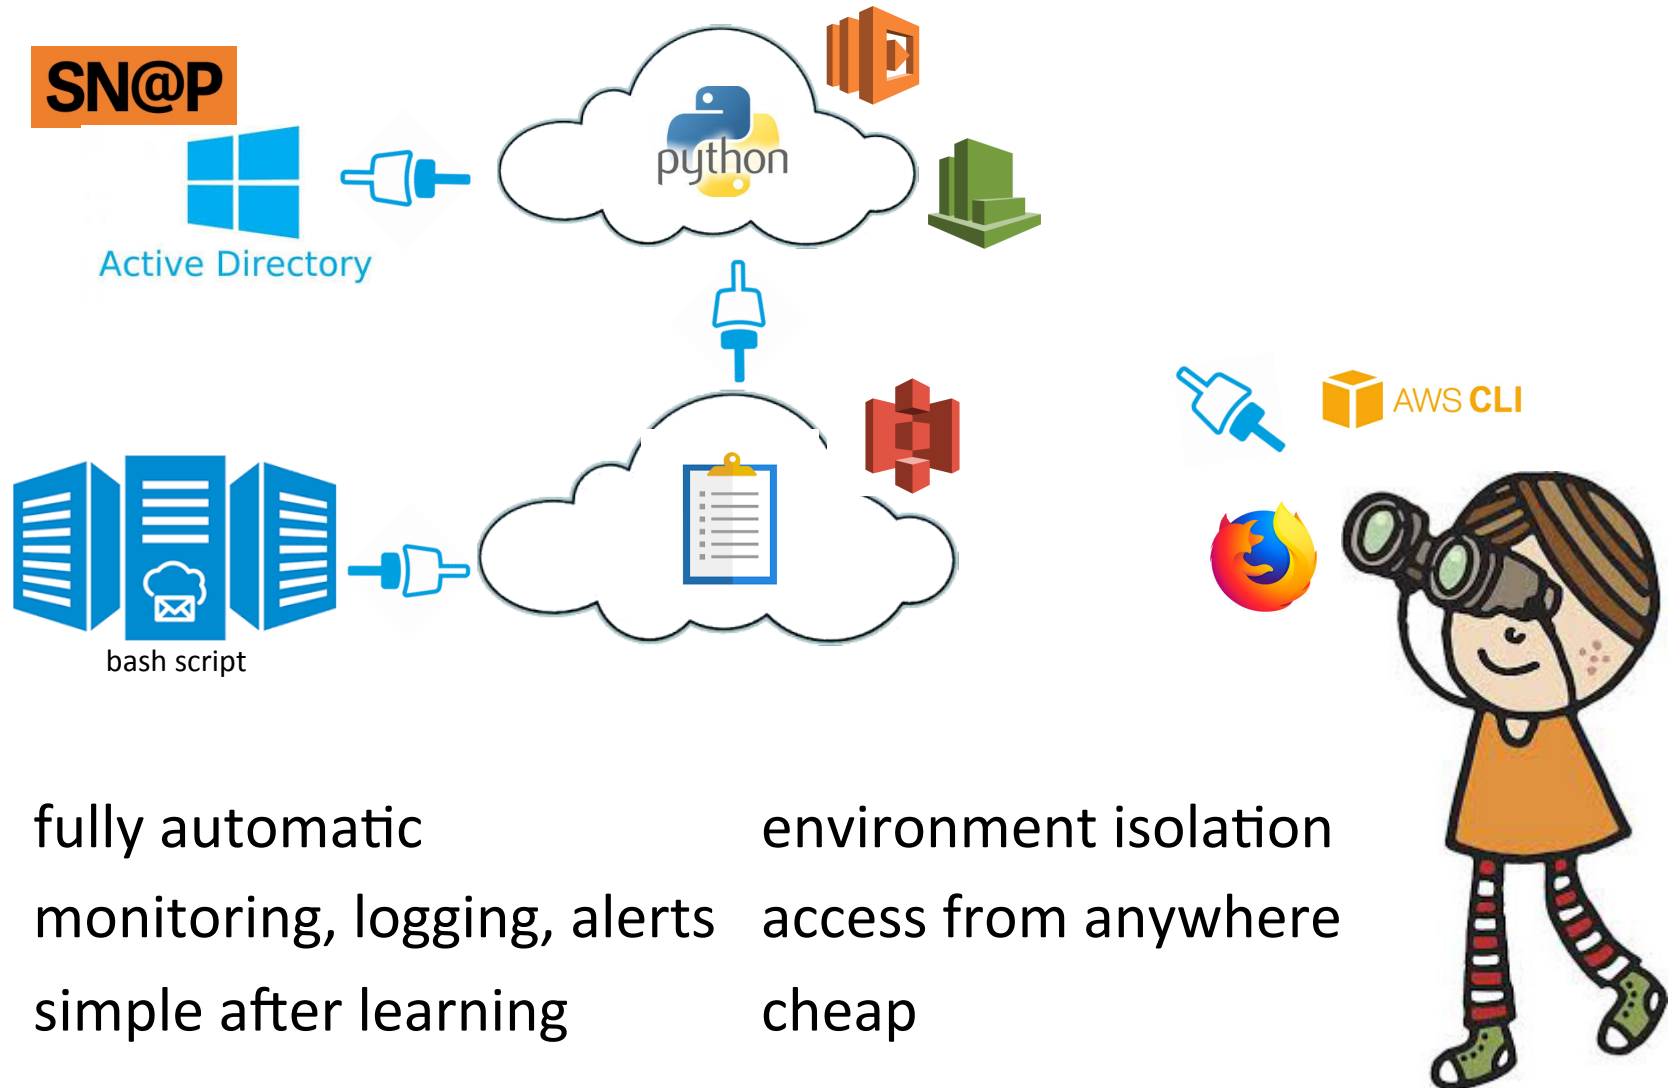 SN@P
python
Active Directory
AWS CLI
bash script
fully automatic
environment isolation
monitoring, logging, alerts
access from anywhere
simple after learning
cheap